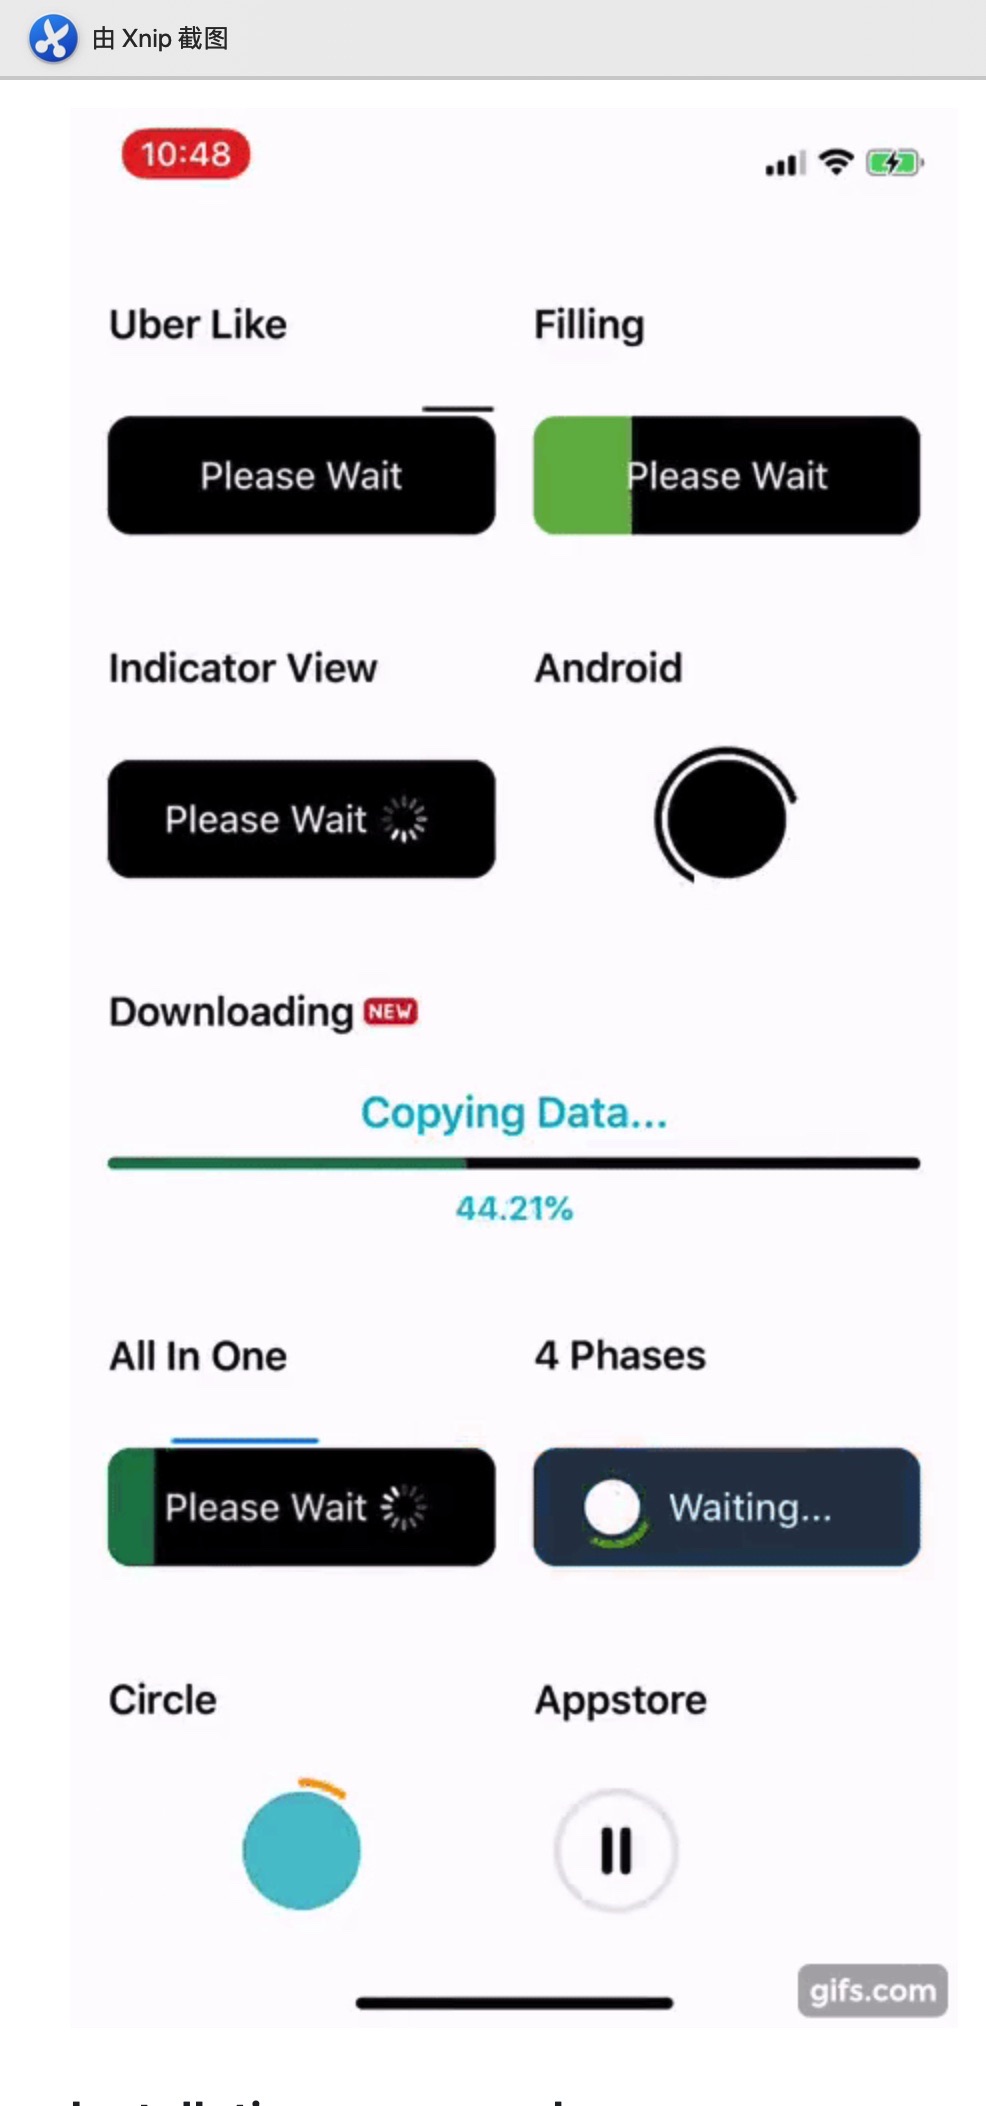 由 Xnip 截图
10:48
Uber Like
Filling
Please Wait
Please Wait
Indicator View
Android
Please Wait
Downloading NEW
Copying Data...
44.21%
All In One
4 Phases
Please Wait
Waiting...
Circle
Appstore
gifs.com